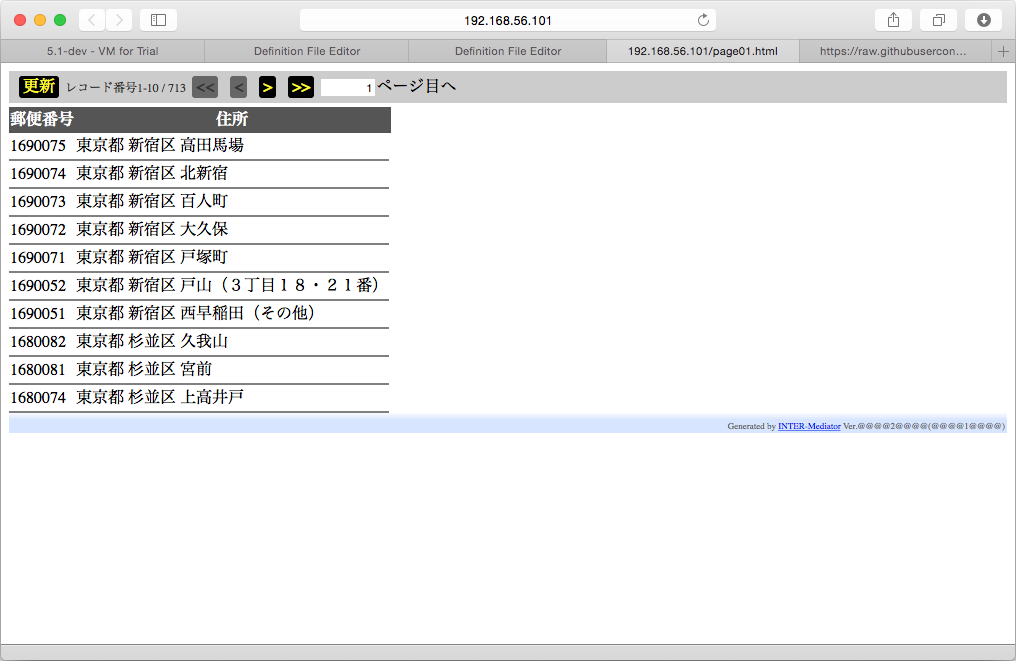 192.168.56.101
5.1-dev - VM for Trial Definition File Editor Definition File Editor 192.168.56.101/page01.html https://raw.githubusercon... +
更新 レコード番号1-10 / 713 << < > >> 1 ページ目へ
郵便番号 住所
1690075 東京都 新宿区 高田馬場
1690074 東京都 新宿区 北新宿
1690073 東京都 新宿区 百人町
1690072 東京都 新宿区 大久保
1690071 東京都 新宿区 戸塚町
1690052 東京都 新宿区 戸山（３丁目１８・２１番）
1690051 東京都 新宿区 西早稲田（その他）
1680082 東京都 杉並区 久我山
1680081 東京都 杉並区 宮前
1680074 東京都 杉並区 上高井戸
Generated by INTER-Mediator Ver.@@@@2@@@@(@@@@1@@@@)